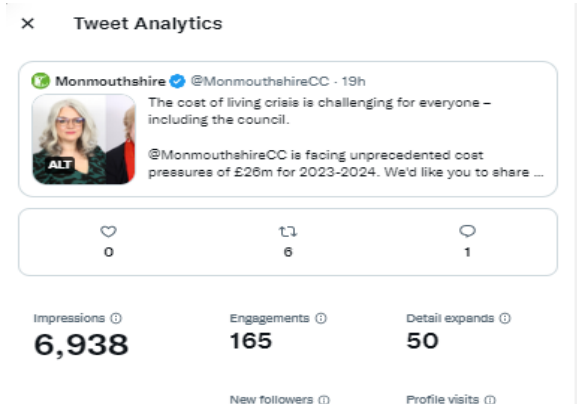 Tweet Analytics
Monmouthshire @MonmouthshireCC · 19h
The cost of living crisis is challenging for everyone –
including the council.
@MonmouthshireCC is facing unprecedented cost
pressures of £26m for 2023-2024. We'd like you to share ...
ALT
0 6 1
Impressions Engagements Detail expands
6,938 165 50
New followers Profile visits